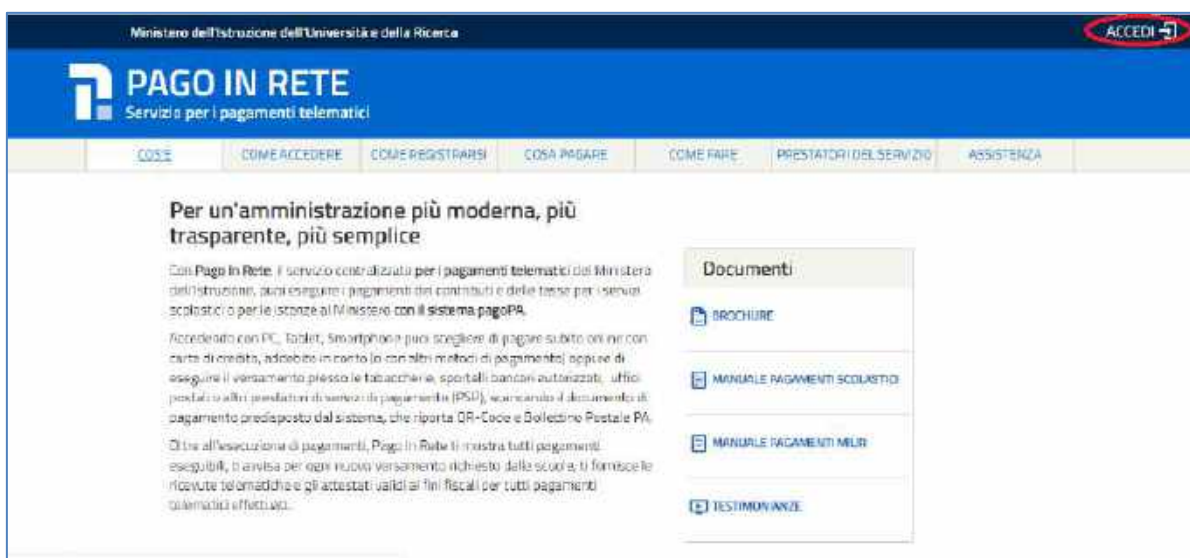 Ministero dell'Istruzione dell'Università e della Ricerca
ACCEDI
PAGO IN RETE
Servizio per i pagamenti telematici
COS'È COME ACCEDERE COME REGISTRARSI COSA PAGARE COME FARE PRESTATORI DEL SERVIZIO ASSISTENZA
Per un'amministrazione più moderna, più
trasparente, più semplice
Con Pago In Rete, il servizio centralizzato per i pagamenti telematici del Ministero
dell'Istruzione, puoi eseguire i pagamenti dei contributi e delle tasse per i servizi
scolastici o per le istanze al Ministero con il sistema pagoPA.
Accedendo con PC, Tablet, Smartphone puoi scegliere di pagare subito online con
carta di credito, addebito in conto (o con altri metodi di pagamento) oppure di
eseguire il versamento presso le tabaccherie, sportelli bancari autorizzati, uffici
postali o altri prestatori di servizi di pagamento (PSP), scaricando il documento di
pagamento predisposto dal sistema, che riporta QR-Code e Bollettino Postale PA.
Oltre all'esecuzione di pagamenti, Pago In Rete ti mostra tutti pagamenti
eseguibili, ti avvisa per ogni nuovo versamento richiesto dalle scuole, ti fornisce le
ricevute telematiche e gli attestati validi ai fini fiscali per tutti pagamenti
telematici effettuati.
Documenti
BROCHURE
MANUALE PAGAMENTI SCOLASTICI
MANUALE PAGAMENTI MIUR
TESTIMONIANZE